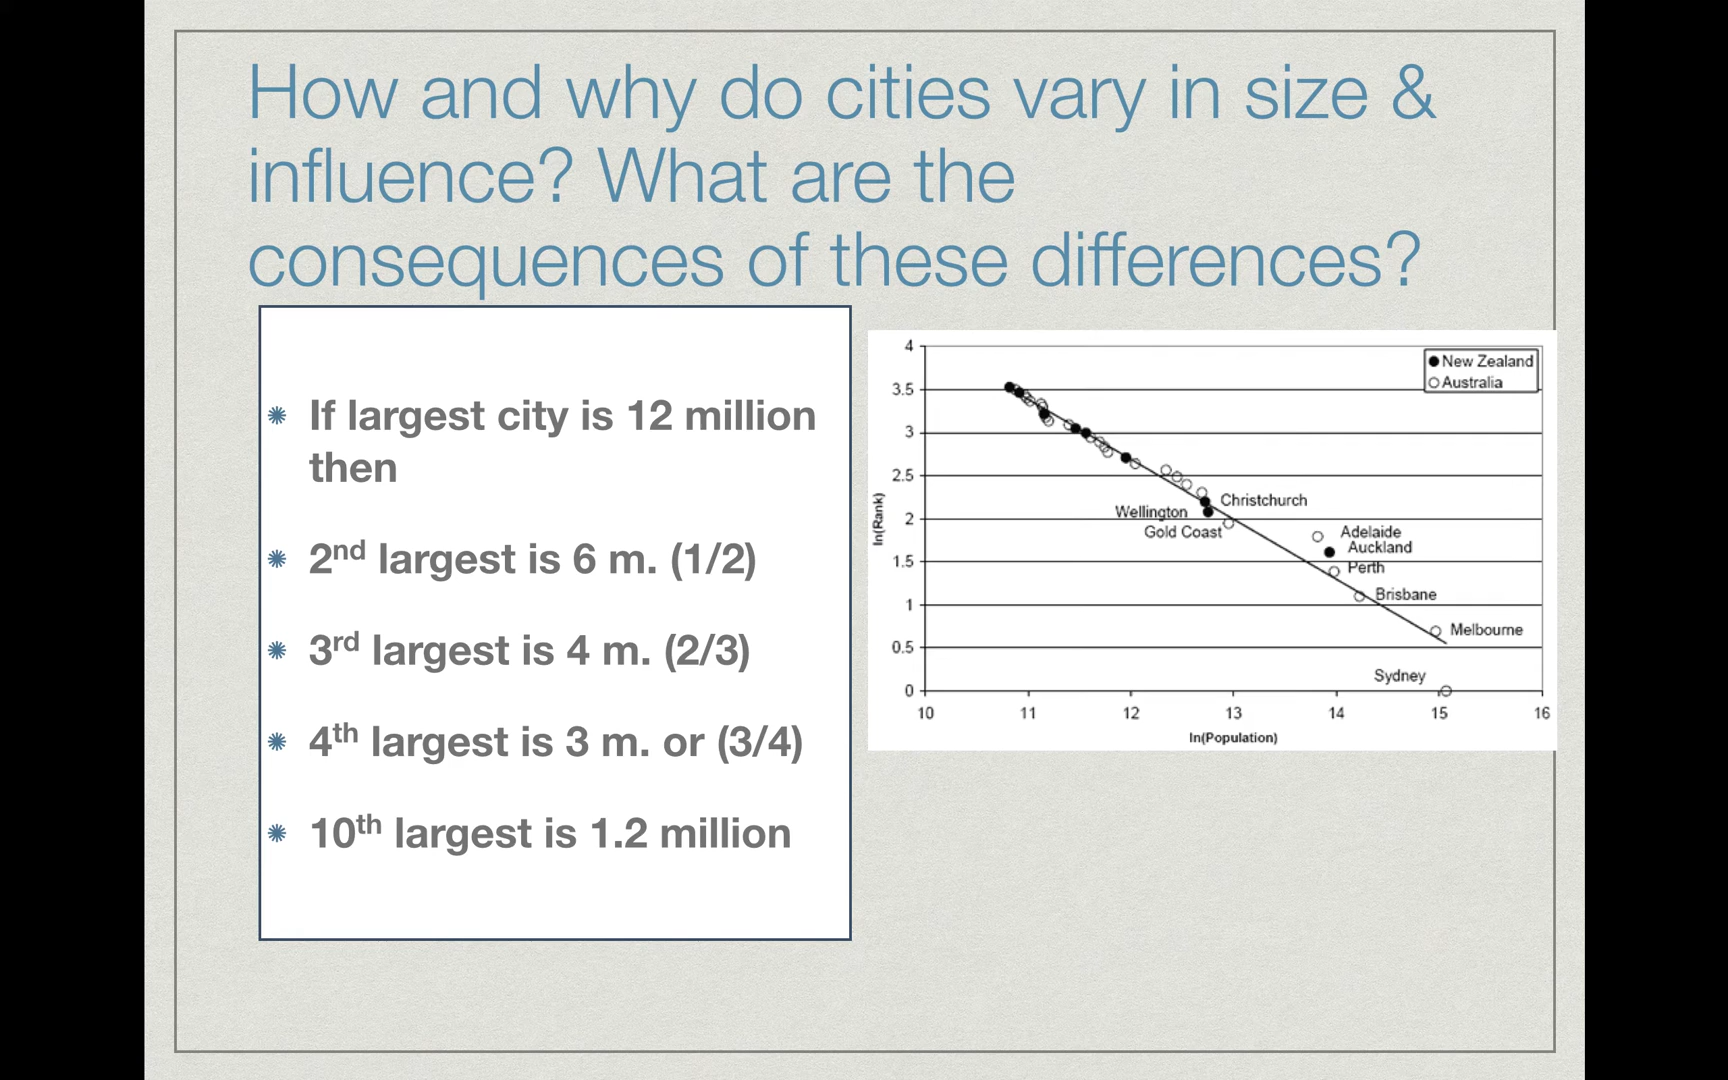 How and why do cities vary in size &
influence? What are the
consequences of these differences?
If largest city is 12 million
then
2nd largest is 6 m. (1/2)
3rd largest is 4 m. (2/3)
4th largest is 3 m. or (3/4)
10th largest is 1.2 million
4
3.5
3
2.5
2
1.5
1
0.5
0
ln(Rank)
New Zealand
Australia
Christchurch
Wellington
Gold Coast
Adelaide
Auckland
Perth
Brisbane
Melbourne
Sydney
10 11 12 13 14 15 16
ln(Population)